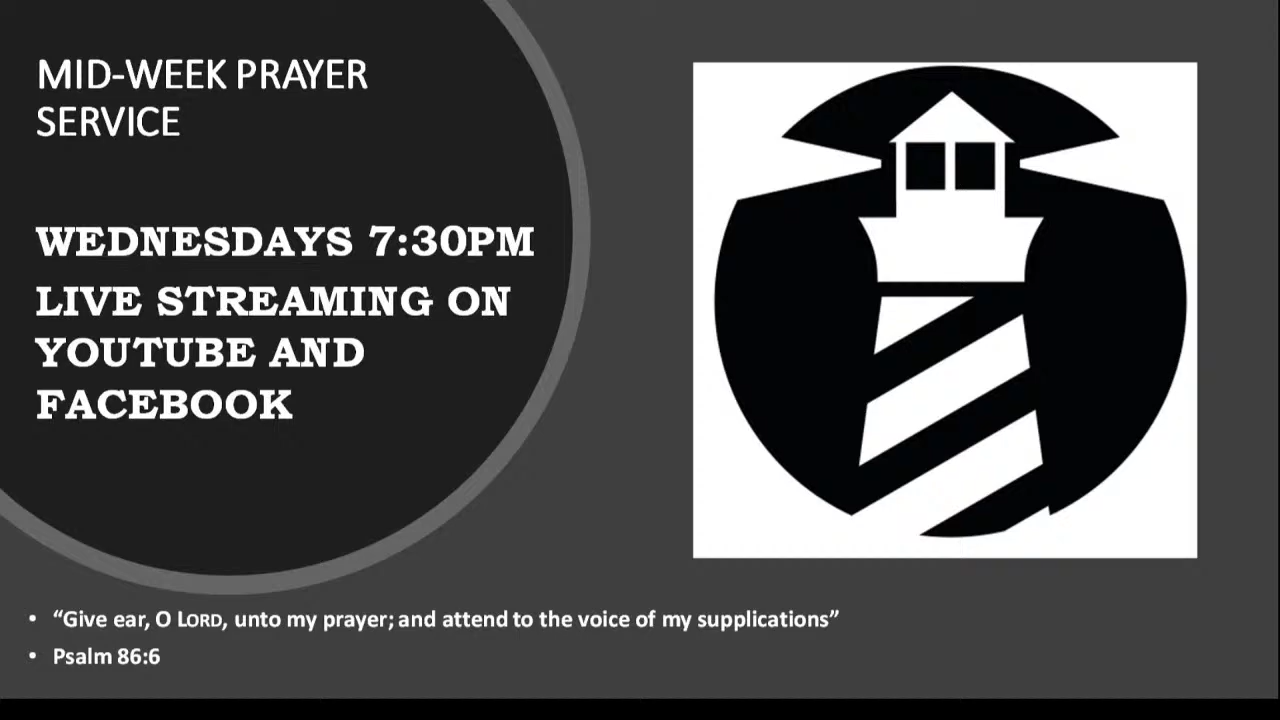 MID-WEEK PRAYER
SERVICE
WEDNESDAYS 7:30PM
LIVE STREAMING ON
YOUTUBE AND
FACEBOOK
• “Give ear, O LORD, unto my prayer; and attend to the voice of my supplications”
• Psalm 86:6